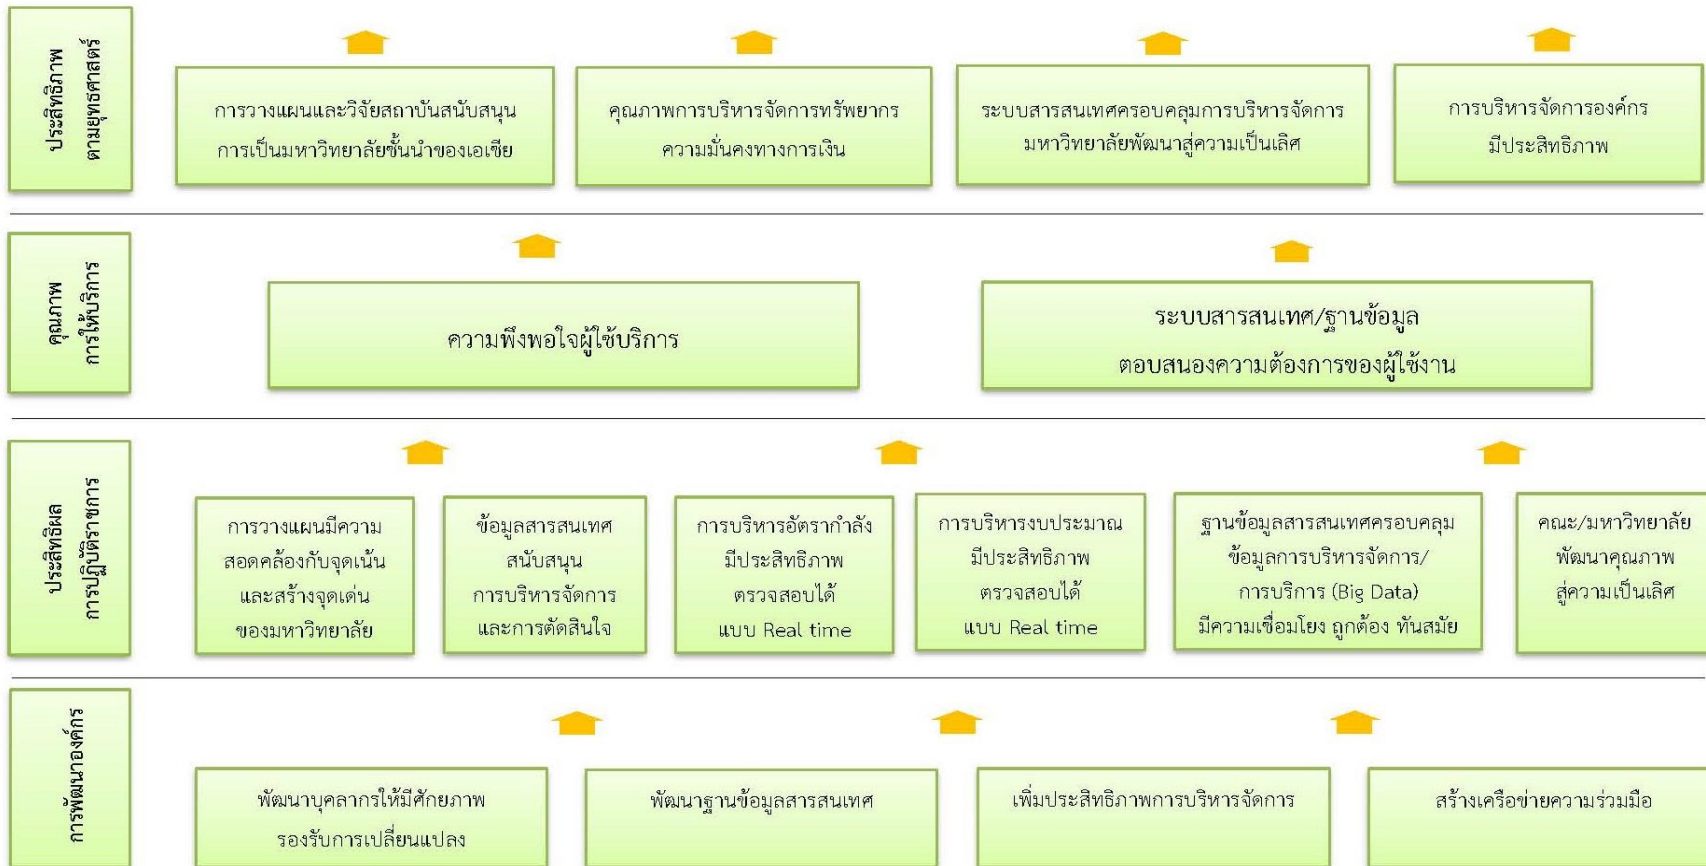 ประสิทธิภาพ
ตามยุทธศาสตร์
การวางแผนและวิจัยสถาบันสนับสนุน
การเป็นมหาวิทยาลัยชั้นนำของเอเชีย
คุณภาพการบริหารจัดการทรัพยากร
ความมั่นคงทางการเงิน
ระบบสารสนเทศครอบคลุมการบริหารจัดการ
มหาวิทยาลัยพัฒนาสู่ความเป็นเลิศ
การบริหารจัดการองค์กร
มีประสิทธิภาพ
คุณภาพ
การให้บริการ
ความพึงพอใจผู้ใช้บริการ
ระบบสารสนเทศ/ฐานข้อมูล
ตอบสนองความต้องการของผู้ใช้งาน
ประสิทธิผล
การปฏิบัติราชการ
การวางแผนมีความ
สอดคล้องกับจุดเน้น
และสร้างจุดเด่น
ของมหาวิทยาลัย
ข้อมูลสารสนเทศ
สนับสนุน
การบริหารจัดการ
และการตัดสินใจ
การบริหารอัตรากำลัง
มีประสิทธิภาพ
ตรวจสอบได้
แบบ Real time
การบริหารงบประมาณ
มีประสิทธิภาพ
ตรวจสอบได้
แบบ Real time
ฐานข้อมูลสารสนเทศครอบคลุม
ข้อมูลการบริหารจัดการ/
การบริการ (Big Data)
มีความเชื่อมโยง ถูกต้อง ทันสมัย
คณะ/มหาวิทยาลัย
พัฒนาคุณภาพ
สู่ความเป็นเลิศ
การพัฒนาองค์กร
พัฒนาบุคลากรให้มีศักยภาพ
รองรับการเปลี่ยนแปลง
พัฒนาฐานข้อมูลสารสนเทศ
เพิ่มประสิทธิภาพการบริหารจัดการ
สร้างเครือข่ายความร่วมมือ